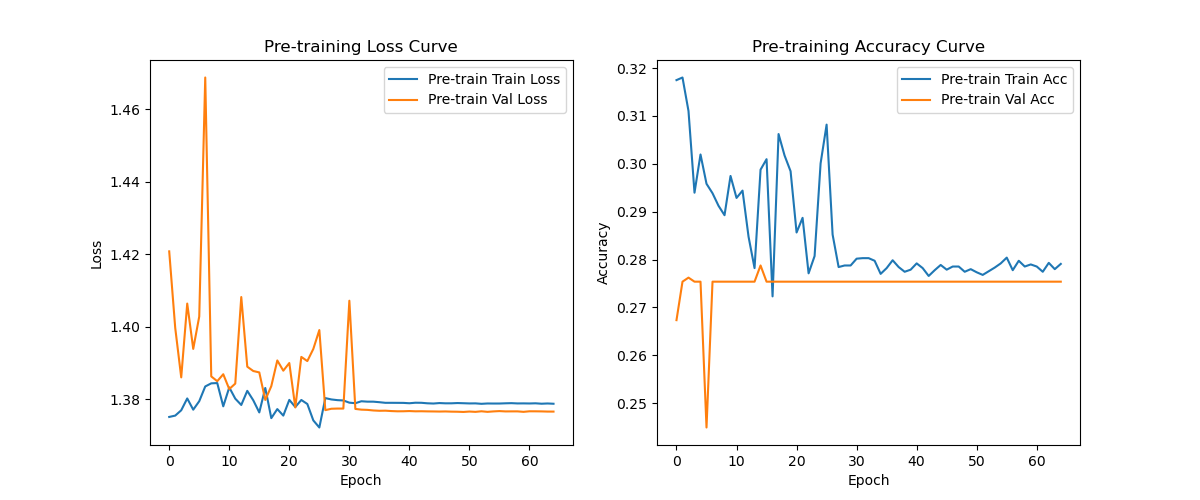 Pre-training Loss Curve
Pre-train Train Loss
Pre-train Val Loss
1.46
1.44
1.42
1.40
1.38
Loss
0
10
20
30
40
50
60
Epoch
Pre-training Accuracy Curve
Pre-train Train Acc
Pre-train Val Acc
0.32
0.31
0.30
0.29
0.28
0.27
0.26
0.25
Accuracy
0
10
20
30
40
50
60
Epoch